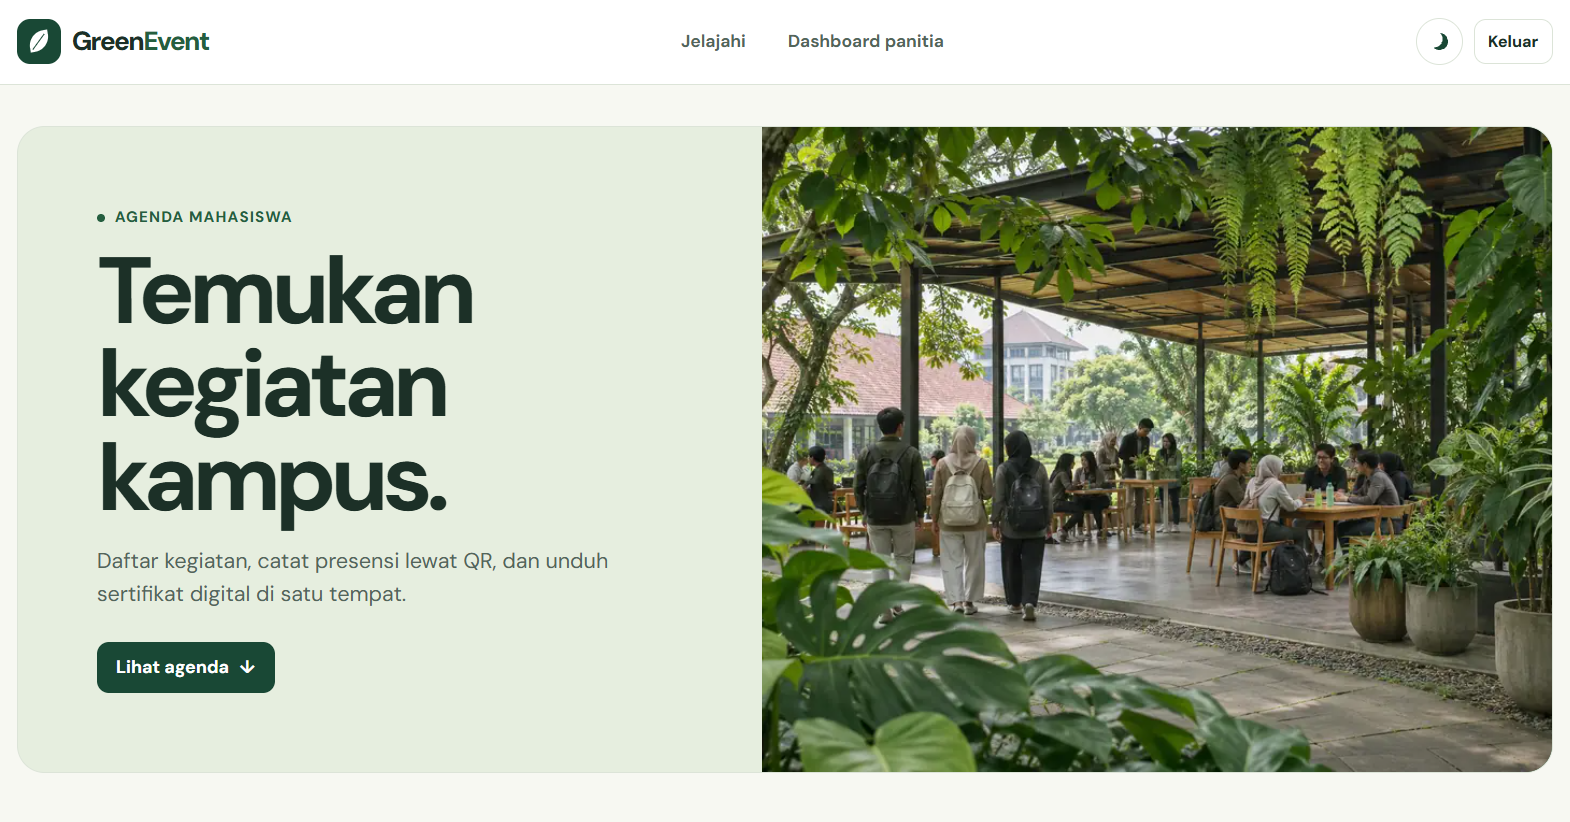 GreenEvent
Jelajahi
Dashboard panitia
Keluar
AGENDA MAHASISWA
Temukan
kegiatan
kampus.
Daftar kegiatan, catat presensi lewat QR, dan unduh
sertifikat digital di satu tempat.
Lihat agenda ↓